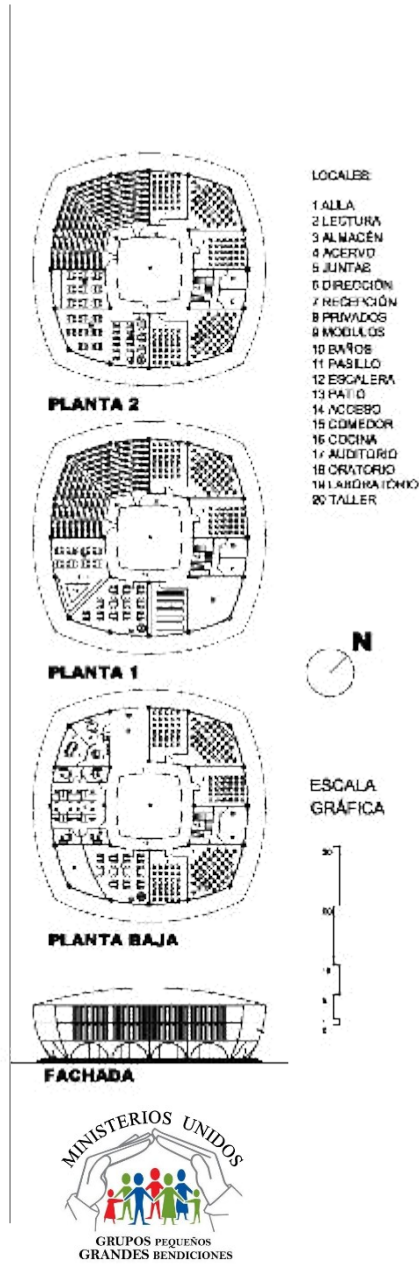 LOCALES:
1 AULA
2 LECTURA
3 ALMACÉN
4 ACERVO
5 JUNTAS
6 DIRECCIÓN
7 RECEPCIÓN
8 PRIVADOS
9 MODULOS
10 BAÑOS
11 PASILLO
12 ESCALERA
13 PATIO
14 ACCESO
15 COMEDOR
16 COCINA
17 AUDITORIO
18 ORATORIO
19 LABORATORIO
20 TALLER
PLANTA 2
PLANTA 1
N
ESCALA
GRÁFICA
PLANTA BAJA
FACHADA
MINISTERIOS UNIDOS
GRUPOS PEQUEÑOS
GRANDES BENDICIONES